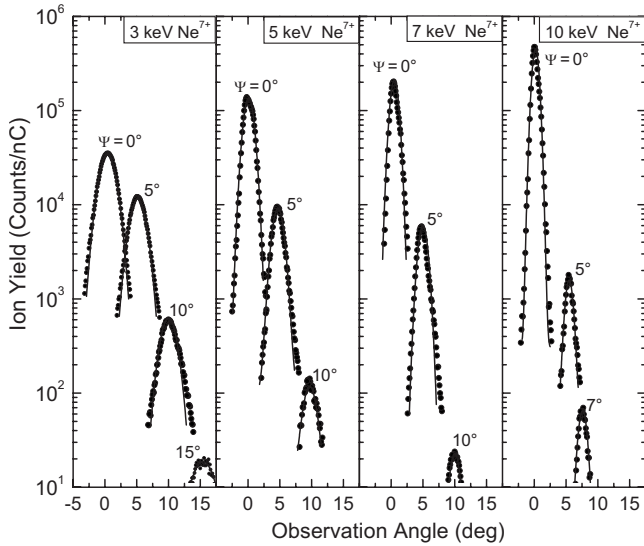 3 keV Ne⁷⁺ 5 keV Ne⁷⁺ 7 keV Ne⁷⁺ 10 keV Ne⁷⁺
Ψ = 0° Ψ = 0° Ψ = 0° Ψ = 0°
5° 5° 5° 5°
10° 10° 10° 7°
15°
10⁶
10⁵
10⁴
10³
10²
10¹
-5 0 5 10 15 0 5 10 15 0 5 10 15 0 5 10 15
Ion Yield (Counts/nC)
Observation Angle (deg)